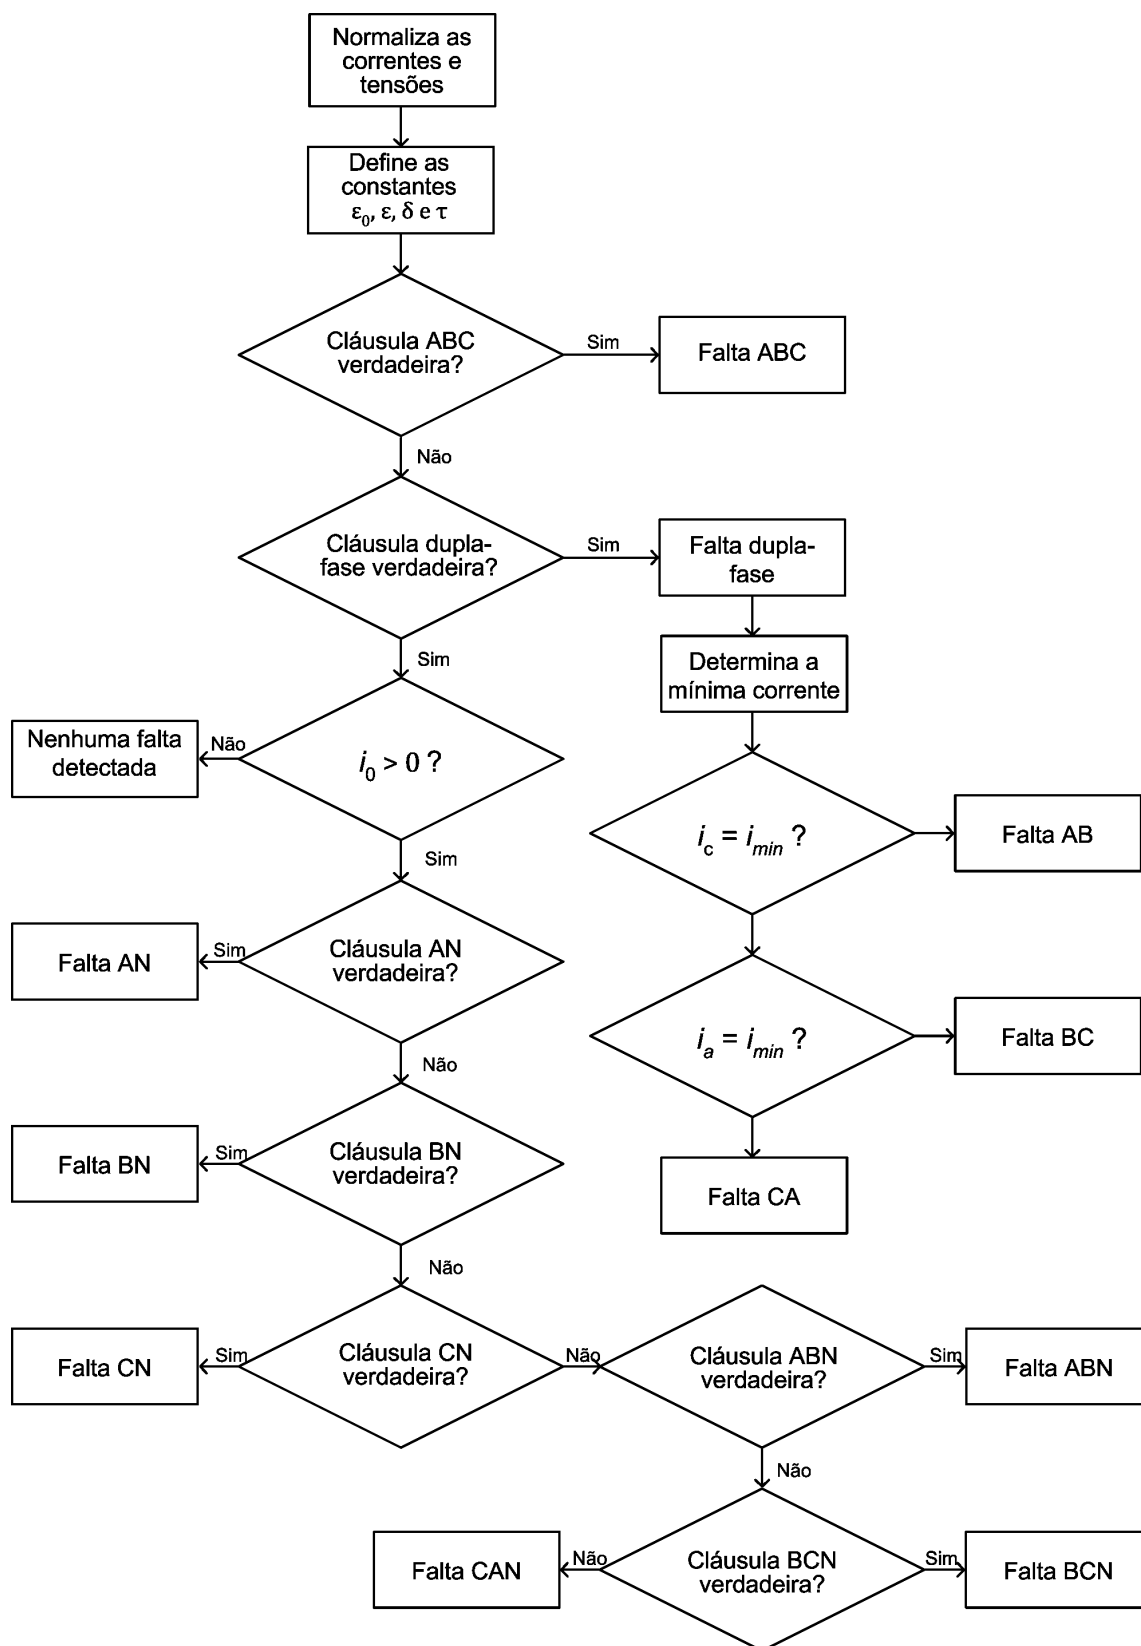 Normaliza as
correntes e
tensões
Define as
constantes
ε₀, ε, δ e τ
Cláusula ABC
verdadeira?
Sim
Falta ABC
Não
Cláusula dupla-
fase verdadeira?
Sim
Falta dupla-
fase
Sim
Determina a
mínima corrente
Nenhuma falta
detectada
Não
i₀ > 0 ?
Sim
i_c = i_min ?
Falta AB
Falta AN
Sim
Cláusula AN
verdadeira?
Não
i_a = i_min ?
Falta BC
Falta BN
Sim
Cláusula BN
verdadeira?
Não
Falta CA
Falta CN
Sim
Cláusula CN
verdadeira?
Não
Cláusula ABN
verdadeira?
Sim
Falta ABN
Não
Falta CAN
Não
Cláusula BCN
verdadeira?
Sim
Falta BCN